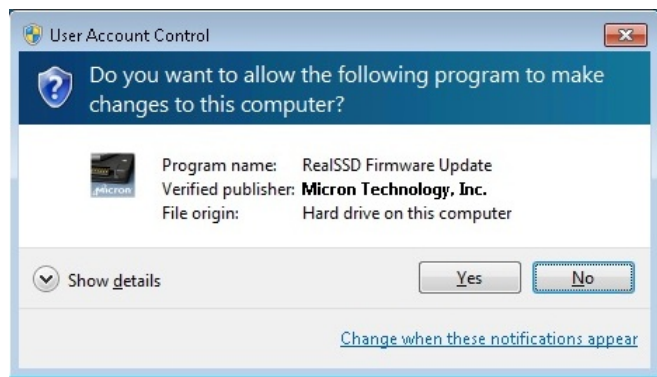 User Account Control
Do you want to allow the following program to make
changes to this computer?
Micron
Program name: RealSSD Firmware Update
Verified publisher: Micron Technology, Inc.
File origin: Hard drive on this computer
Show details
Yes
No
Change when these notifications appear